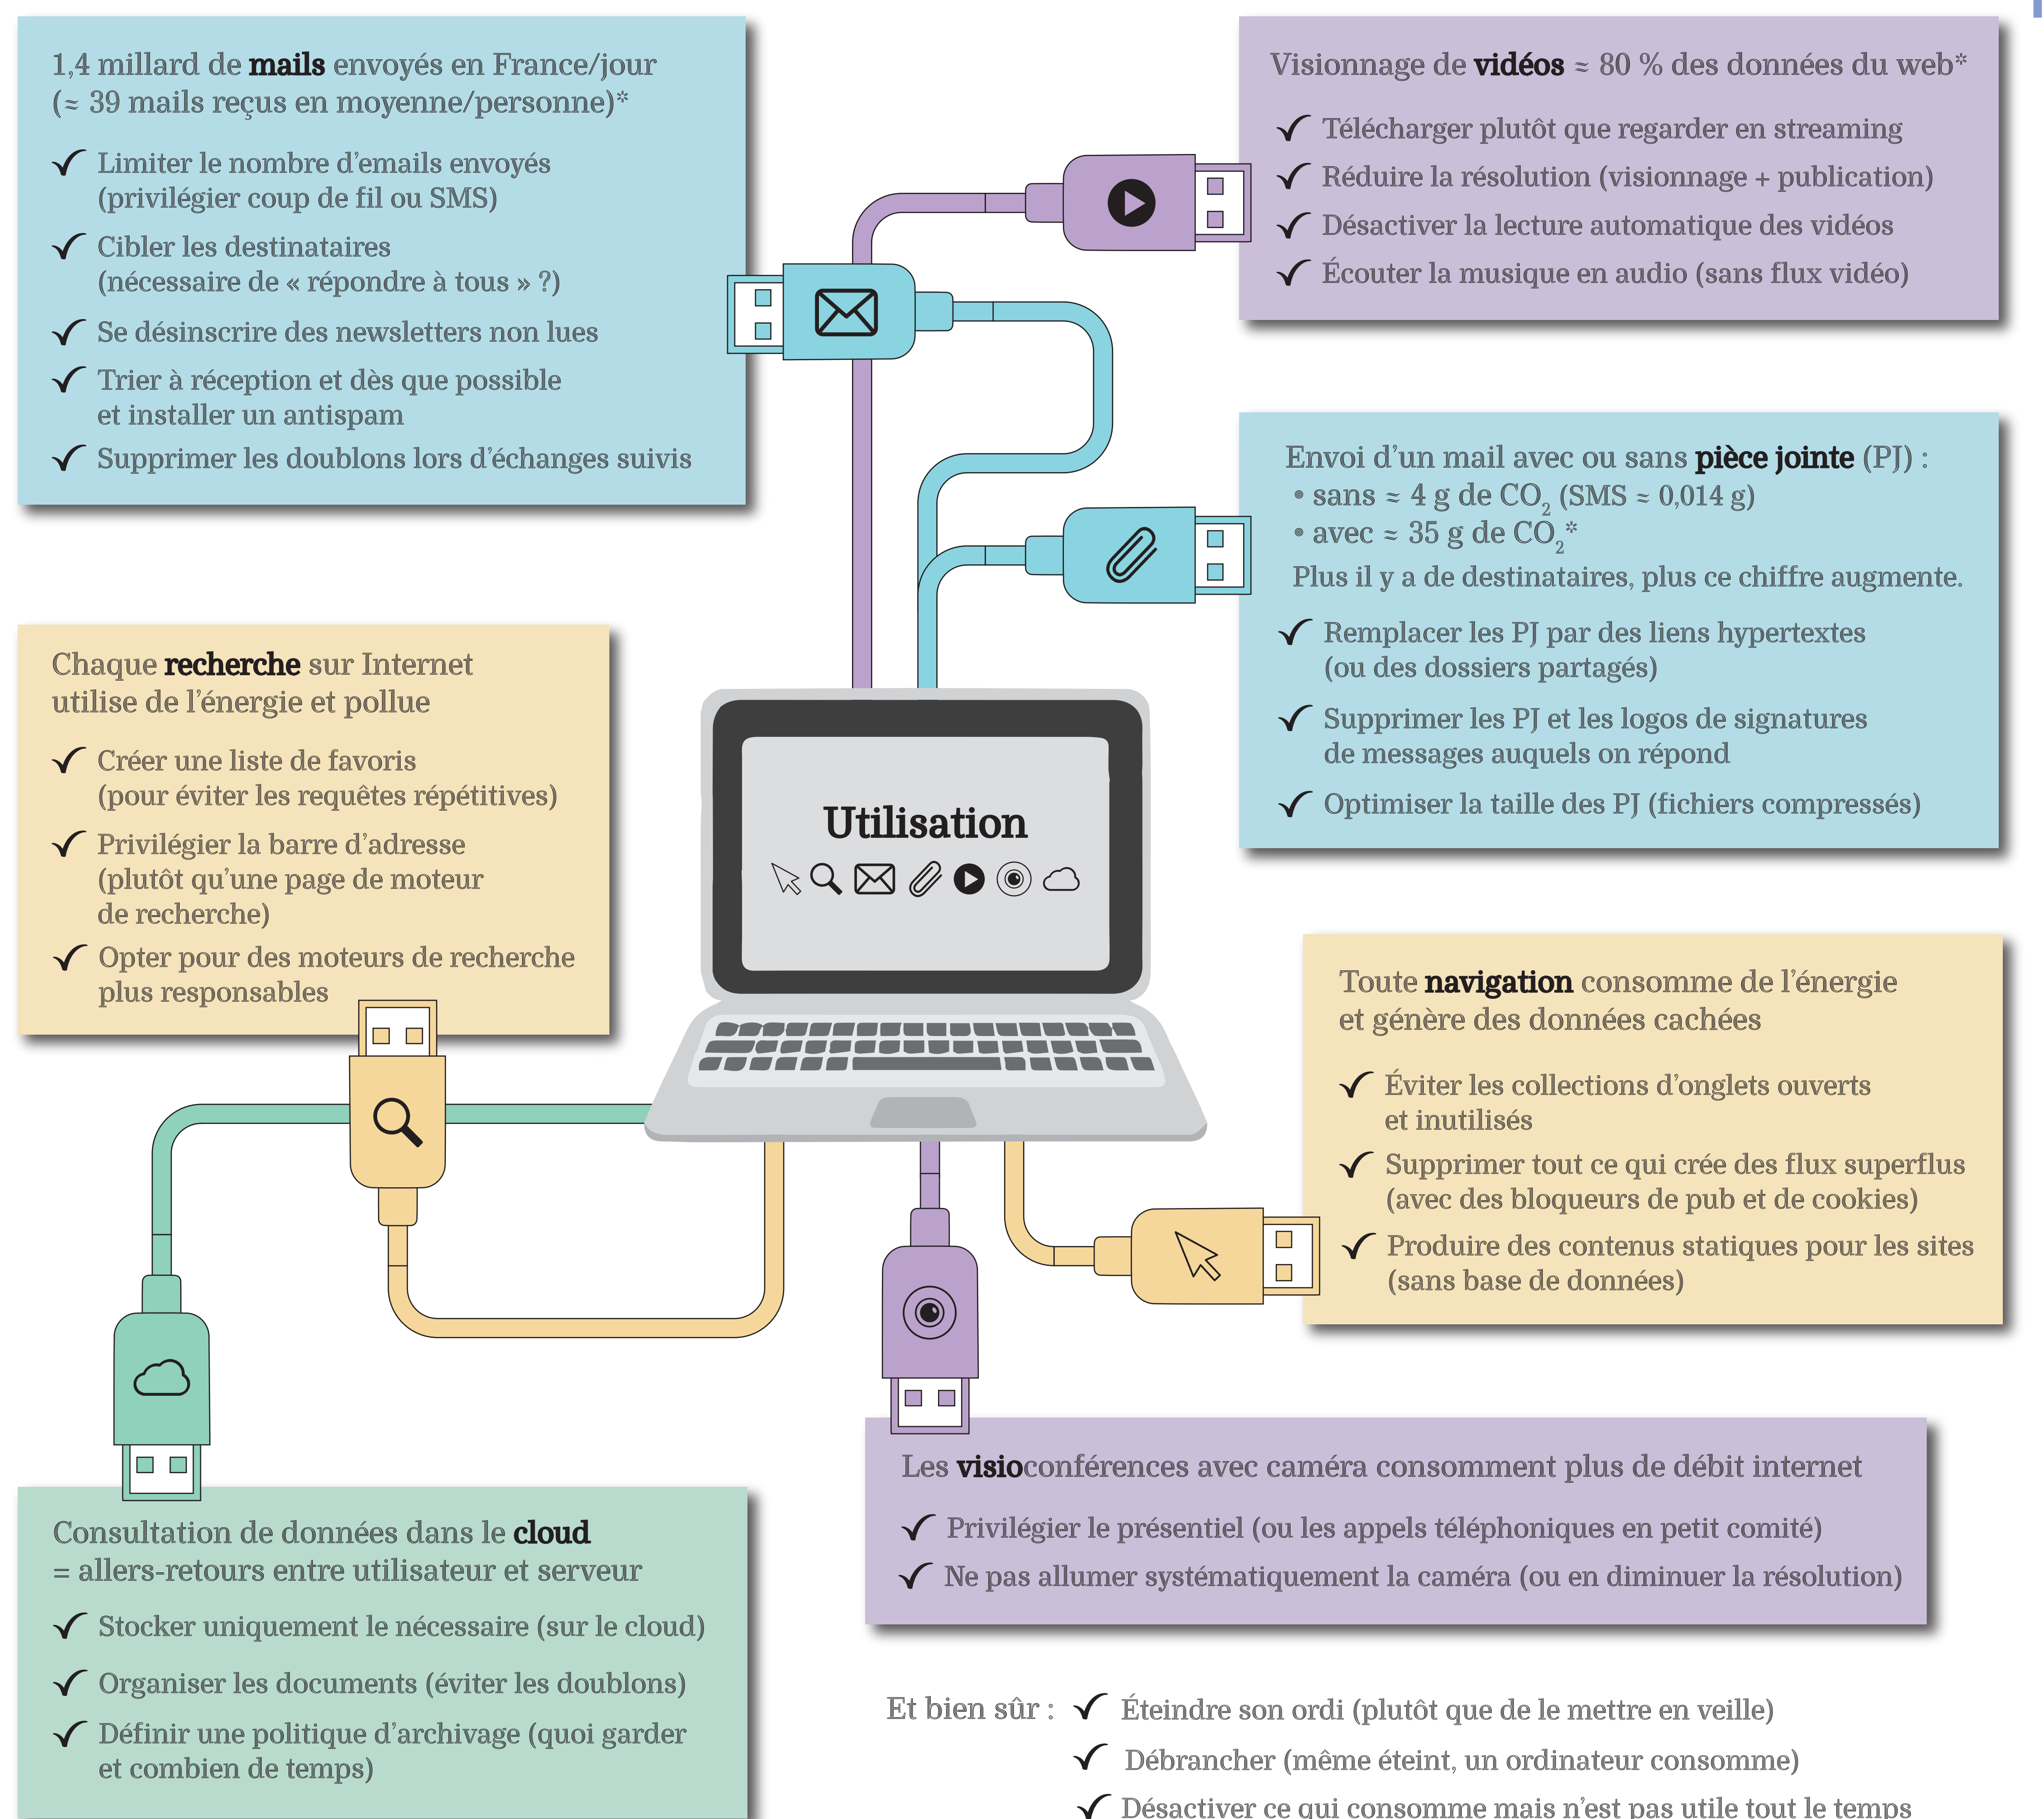 1,4 millard de mails envoyés en France/jour
(≈ 39 mails reçus en moyenne/personne)*
Limiter le nombre d’emails envoyés
(privilégier coup de fil ou SMS)
Cibler les destinataires
(nécessaire de « répondre à tous » ?)
Se désinscrire des newsletters non lues
Trier à réception et dès que possible
et installer un antispam
Supprimer les doublons lors d’échanges suivis
Visionnage de vidéos ≈ 80 % des données du web*
Télécharger plutôt que regarder en streaming
Réduire la résolution (visionnage + publication)
Désactiver la lecture automatique des vidéos
Écouter la musique en audio (sans flux vidéo)
Envoi d’un mail avec ou sans pièce jointe (PJ) :
• sans ≈ 4 g de CO2 (SMS ≈ 0,014 g)
• avec ≈ 35 g de CO2*
Plus il y a de destinataires, plus ce chiffre augmente.
Remplacer les PJ par des liens hypertextes
(ou des dossiers partagés)
Supprimer les PJ et les logos de signatures
de messages auquels on répond
Optimiser la taille des PJ (fichiers compressés)
Chaque recherche sur Internet
utilise de l’énergie et pollue
Créer une liste de favoris
(pour éviter les requêtes répétitives)
Privilégier la barre d’adresse
(plutôt qu’une page de moteur
de recherche)
Opter pour des moteurs de recherche
plus responsables
Utilisation
Toute navigation consomme de l’énergie
et génère des données cachées
Éviter les collections d’onglets ouverts
et inutilisés
Supprimer tout ce qui crée des flux superflus
(avec des bloqueurs de pub et de cookies)
Produire des contenus statiques pour les sites
(sans base de données)
Les visioconférences avec caméra consomment plus de débit internet
Privilégier le présentiel (ou les appels téléphoniques en petit comité)
Ne pas allumer systématiquement la caméra (ou en diminuer la résolution)
Consultation de données dans le cloud
= allers-retours entre utilisateur et serveur
Stocker uniquement le nécessaire (sur le cloud)
Organiser les documents (éviter les doublons)
Définir une politique d’archivage (quoi garder
et combien de temps)
Et bien sûr : Éteindre son ordi (plutôt que de le mettre en veille)
Débrancher (même éteint, un ordinateur consomme)
Désactiver ce qui consomme mais n’est pas utile tout le temps